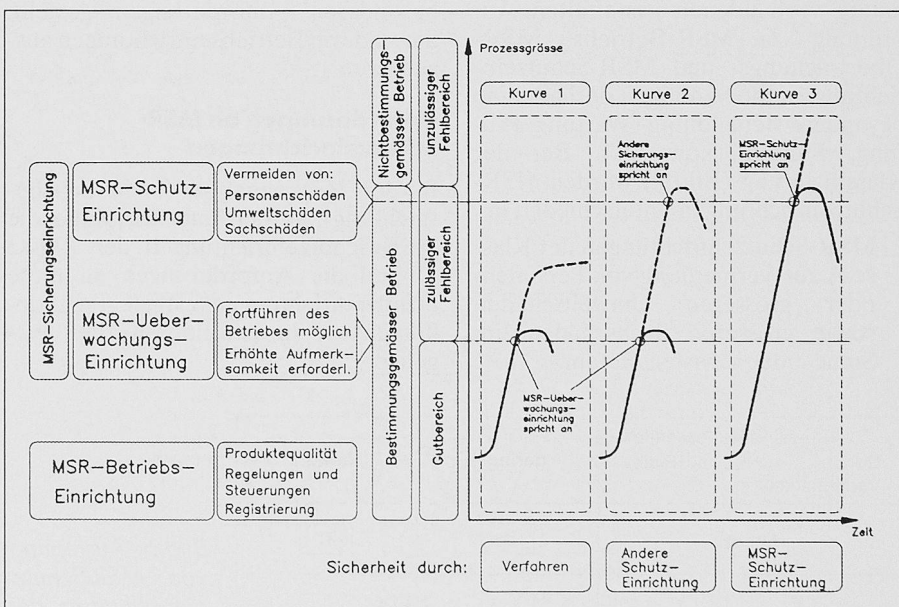 MSR-Sicherungseinrichtung
MSR-Schutz-
Einrichtung
Vermeiden von:
Personenschäden
Umweltschäden
Sachschäden
MSR-Ueber-
wachungs-
Einrichtung
Fortführen des
Betriebes möglich
Erhöhte Aufmerk-
samkeit erforderl.
MSR-Betriebs-
Einrichtung
Produktequalität
Regelungen und
Steuerungen
Registrierung
Nichtbestimmungs-
gemässer Betrieb
Bestimmungsgemässer Betrieb
unzulässiger
Fehlbereich
zulässiger
Fehlbereich
Gutbereich
Prozessgrösse
Kurve 1
Kurve 2
Kurve 3
Andere
Sicherungs-
einrichtung
spricht an
MSR-Schutz-
Einrichtung
spricht an
MSR-Ueber-
wachungs-
einrichtung
spricht an
Zeit
Sicherheit durch:
Verfahren
Andere
Schutz-
Einrichtung
MSR-
Schutz-
Einrichtung